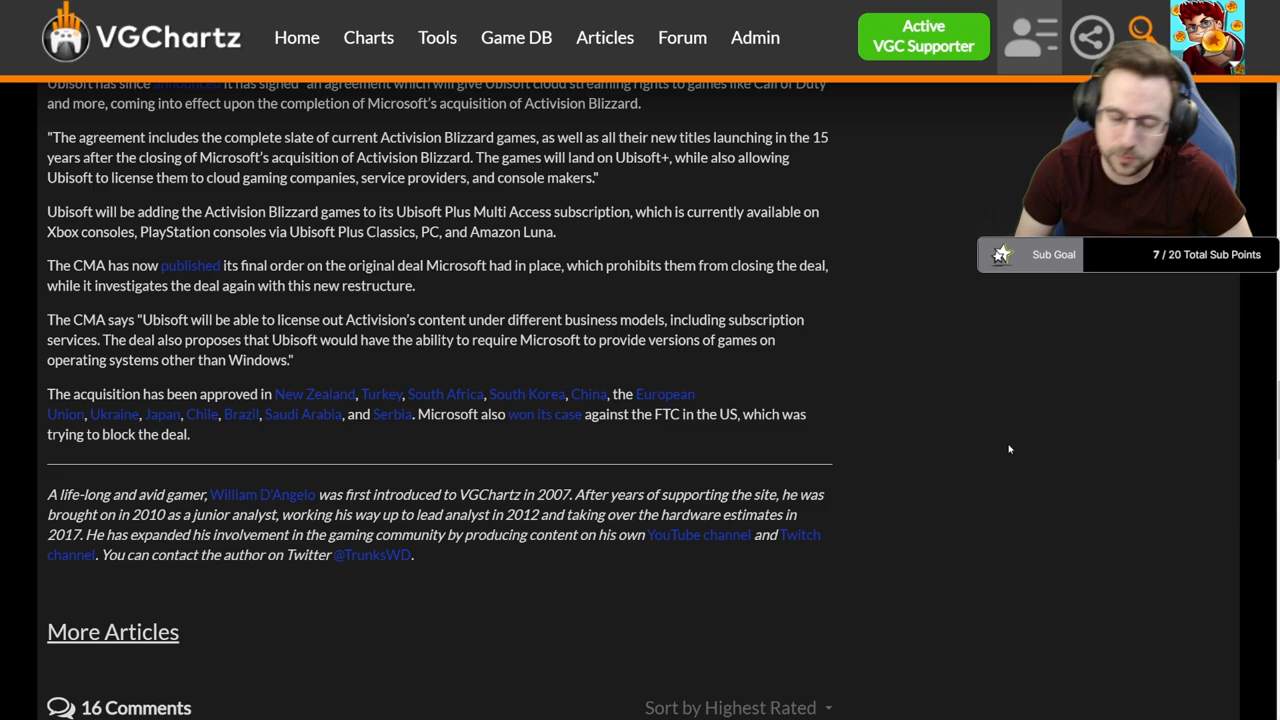 VGChartz
Home
Charts
Tools
Game DB
Articles
Forum
Admin
Active
VGC Supporter
Ubisoft has since announced it has signed "an agreement which will give Ubisoft cloud streaming rights to games like Call of Duty
and more, coming into effect upon the completion of Microsoft's acquisition of Activision Blizzard.
"The agreement includes the complete slate of current Activision Blizzard games, as well as all their new titles launching in the 15
years after the closing of Microsoft's acquisition of Activision Blizzard. The games will land on Ubisoft+, while also allowing
Ubisoft to license them to cloud gaming companies, service providers, and console makers."
Ubisoft will be adding the Activision Blizzard games to its Ubisoft Plus Multi Access subscription, which is currently available on
Xbox consoles, PlayStation consoles via Ubisoft Plus Classics, PC, and Amazon Luna.
The CMA has now published its final order on the original deal Microsoft had in place, which prohibits them from closing the deal,
while it investigates the deal again with this new restructure.
The CMA says "Ubisoft will be able to license out Activision's content under different business models, including subscription
services. The deal also proposes that Ubisoft would have the ability to require Microsoft to provide versions of games on
operating systems other than Windows."
The acquisition has been approved in New Zealand, Turkey, South Africa, South Korea, China, the European
Union, Ukraine, Japan, Chile, Brazil, Saudi Arabia, and Serbia. Microsoft also won its case against the FTC in the US, which was
trying to block the deal.
A life-long and avid gamer, William D'Angelo was first introduced to VGChartz in 2007. After years of supporting the site, he was
brought on in 2010 as a junior analyst, working his way up to lead analyst in 2012 and taking over the hardware estimates in
2017. He has expanded his involvement in the gaming community by producing content on his own YouTube channel and Twitch
channel. You can contact the author on Twitter @TrunksWD.
More Articles
16 Comments
Sort by Highest Rated
Sub Goal
7 / 20 Total Sub Points